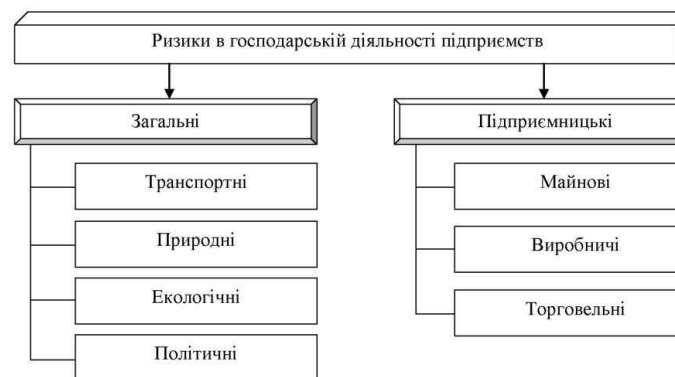 Ризики в господарській діяльності підприємств
Загальні
Транспортні
Природні
Екологічні
Політичні
Підприємницькі
Майнові
Виробничі
Торговельні